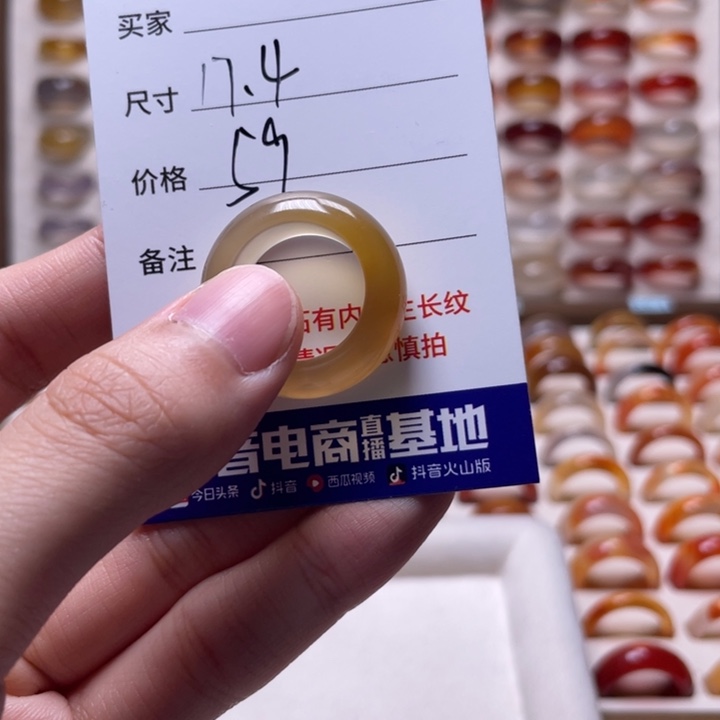 买家
尺寸 17.4
价格 59
备注
石有内 生长纹
慎拍
音电商直播基地
今日头条 抖音 西瓜视频 抖音火山版